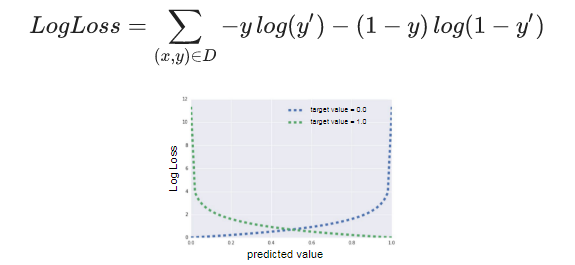 LogLoss = ∑ −y log(y′) − (1 − y) log(1 − y′)
(x,y)∈D
12
10
8
6
4
2
0
target value = 0.0
target value = 1.0
Log Loss
0.0 0.2 0.4 0.6 0.8 1.0
predicted value